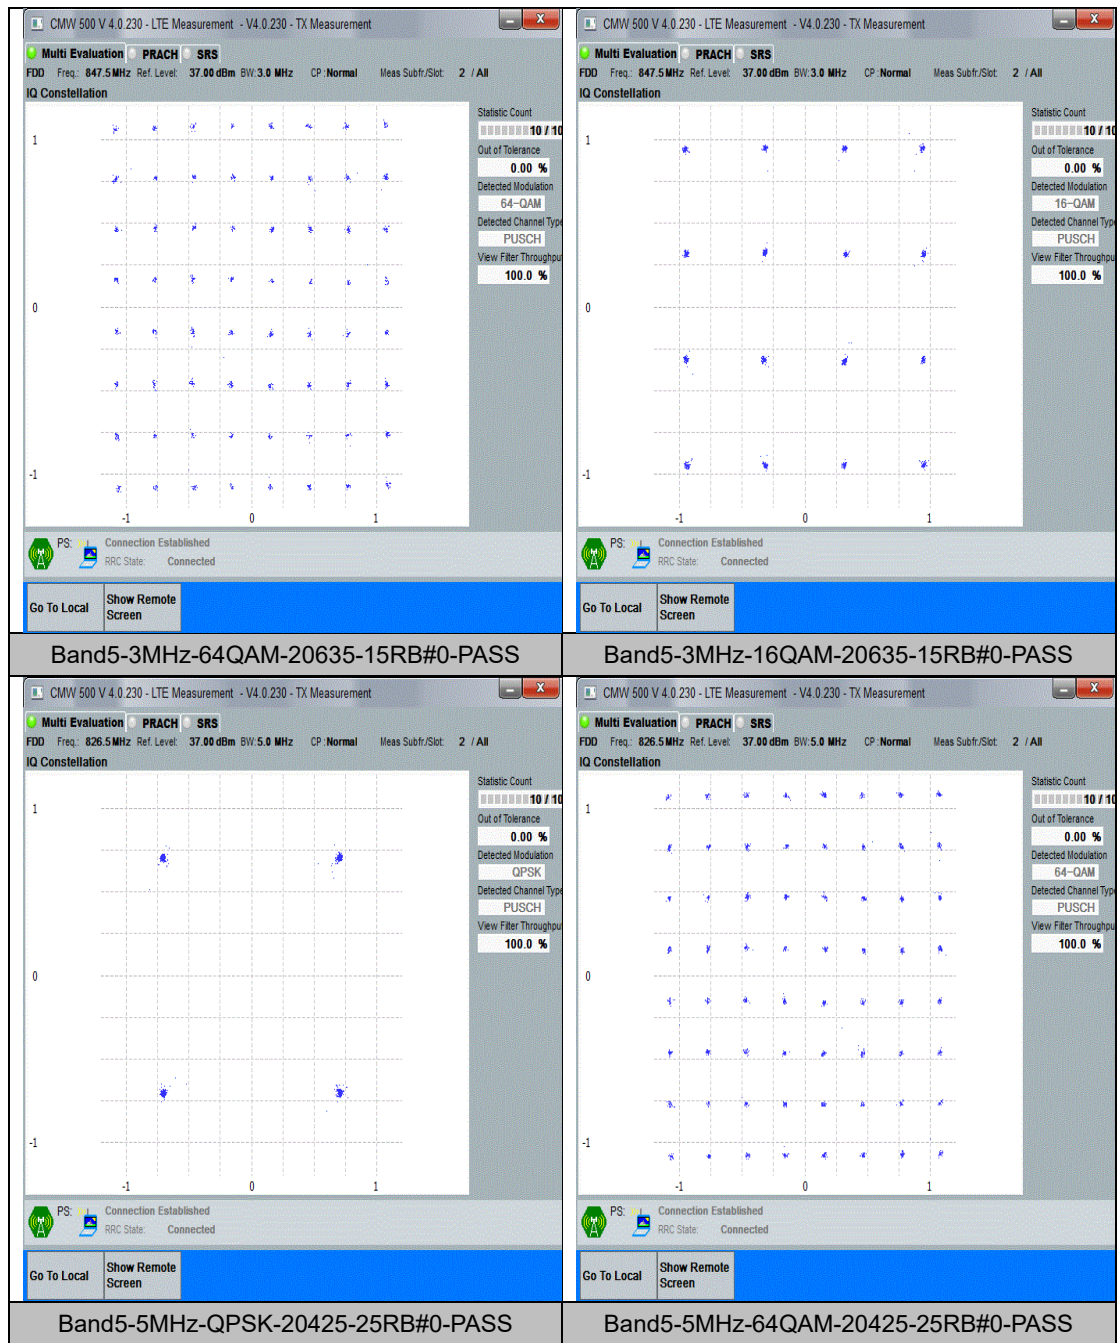 CMW 500 V 4.0.230 - LTE Measurement - V4.0.230 - TX Measurement
Multi Evaluation PRACH SRS
FDD Freq.: 847.5 MHz Ref. Level: 37.00 dBm BW: 3.0 MHz CP : Normal Meas Subfr./Slot: 2 / All
IQ Constellation
Statistic Count
10 / 10
Out of Tolerance
0.00 %
Detected Modulation
64-QAM
Detected Channel Type
PUSCH
View Filter Throughpu
100.0 %
1
0
-1
-1 0 1
PS: Connection Established
RRC State: Connected
Go To Local Show Remote Screen
Band5-3MHz-64QAM-20635-15RB#0-PASS
CMW 500 V 4.0.230 - LTE Measurement - V4.0.230 - TX Measurement
Multi Evaluation PRACH SRS
FDD Freq.: 847.5 MHz Ref. Level: 37.00 dBm BW: 3.0 MHz CP : Normal Meas Subfr./Slot: 2 / All
IQ Constellation
Statistic Count
10 / 10
Out of Tolerance
0.00 %
Detected Modulation
16-QAM
Detected Channel Type
PUSCH
View Filter Throughpu
100.0 %
1
0
-1
-1 0 1
PS: Connection Established
RRC State: Connected
Go To Local Show Remote Screen
Band5-3MHz-16QAM-20635-15RB#0-PASS
CMW 500 V 4.0.230 - LTE Measurement - V4.0.230 - TX Measurement
Multi Evaluation PRACH SRS
FDD Freq.: 826.5 MHz Ref. Level: 37.00 dBm BW: 5.0 MHz CP : Normal Meas Subfr./Slot: 2 / All
IQ Constellation
Statistic Count
10 / 10
Out of Tolerance
0.00 %
Detected Modulation
QPSK
Detected Channel Type
PUSCH
View Filter Throughpu
100.0 %
1
0
-1
-1 0 1
PS: Connection Established
RRC State: Connected
Go To Local Show Remote Screen
Band5-5MHz-QPSK-20425-25RB#0-PASS
CMW 500 V 4.0.230 - LTE Measurement - V4.0.230 - TX Measurement
Multi Evaluation PRACH SRS
FDD Freq.: 826.5 MHz Ref. Level: 37.00 dBm BW: 5.0 MHz CP : Normal Meas Subfr./Slot: 2 / All
IQ Constellation
Statistic Count
10 / 10
Out of Tolerance
0.00 %
Detected Modulation
64-QAM
Detected Channel Type
PUSCH
View Filter Throughpu
100.0 %
1
0
-1
-1 0 1
PS: Connection Established
RRC State: Connected
Go To Local Show Remote Screen
Band5-5MHz-64QAM-20425-25RB#0-PASS